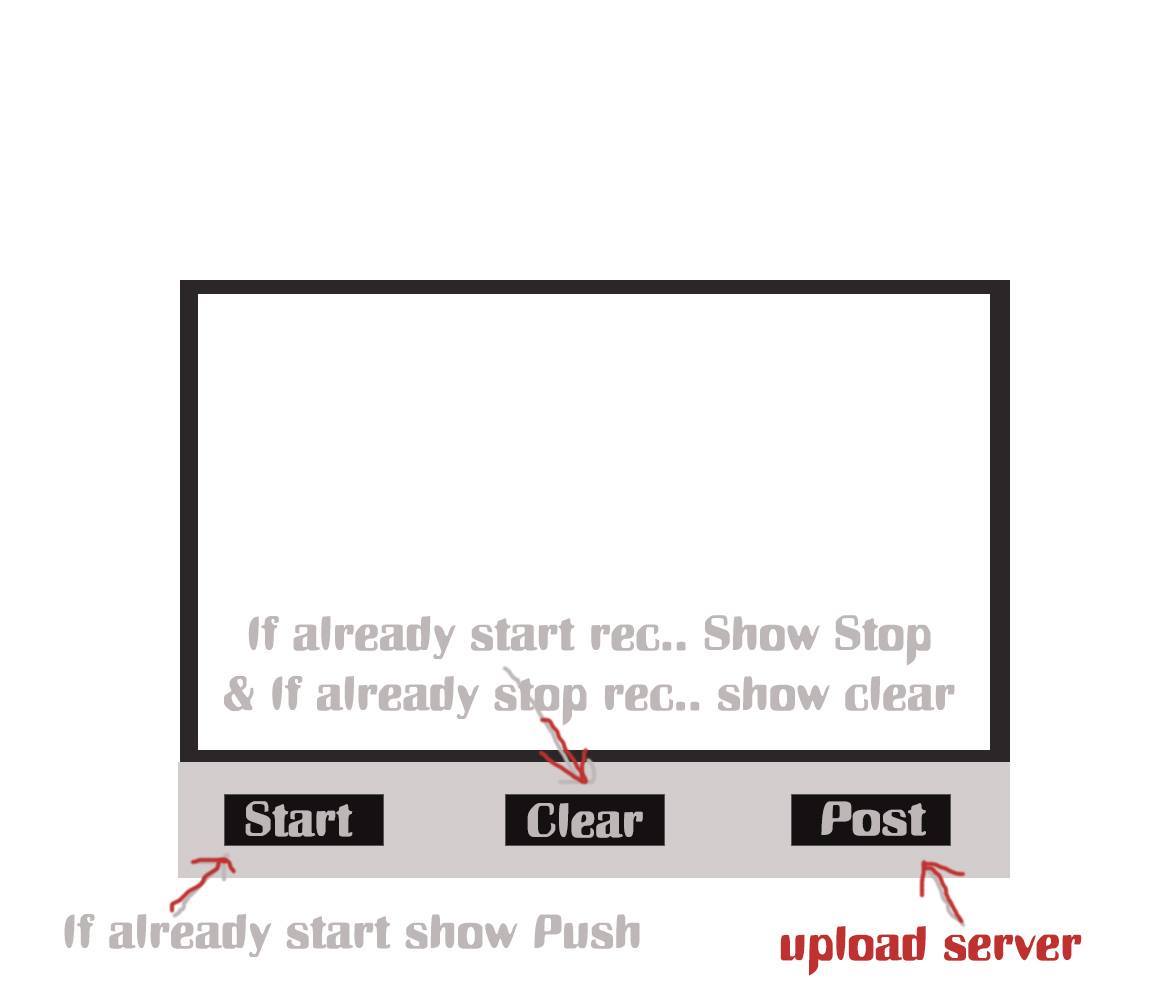 If already start rec.. Show Stop
& If already stop rec.. show clear
Start
Clear
Post
If already start show Push
upload server